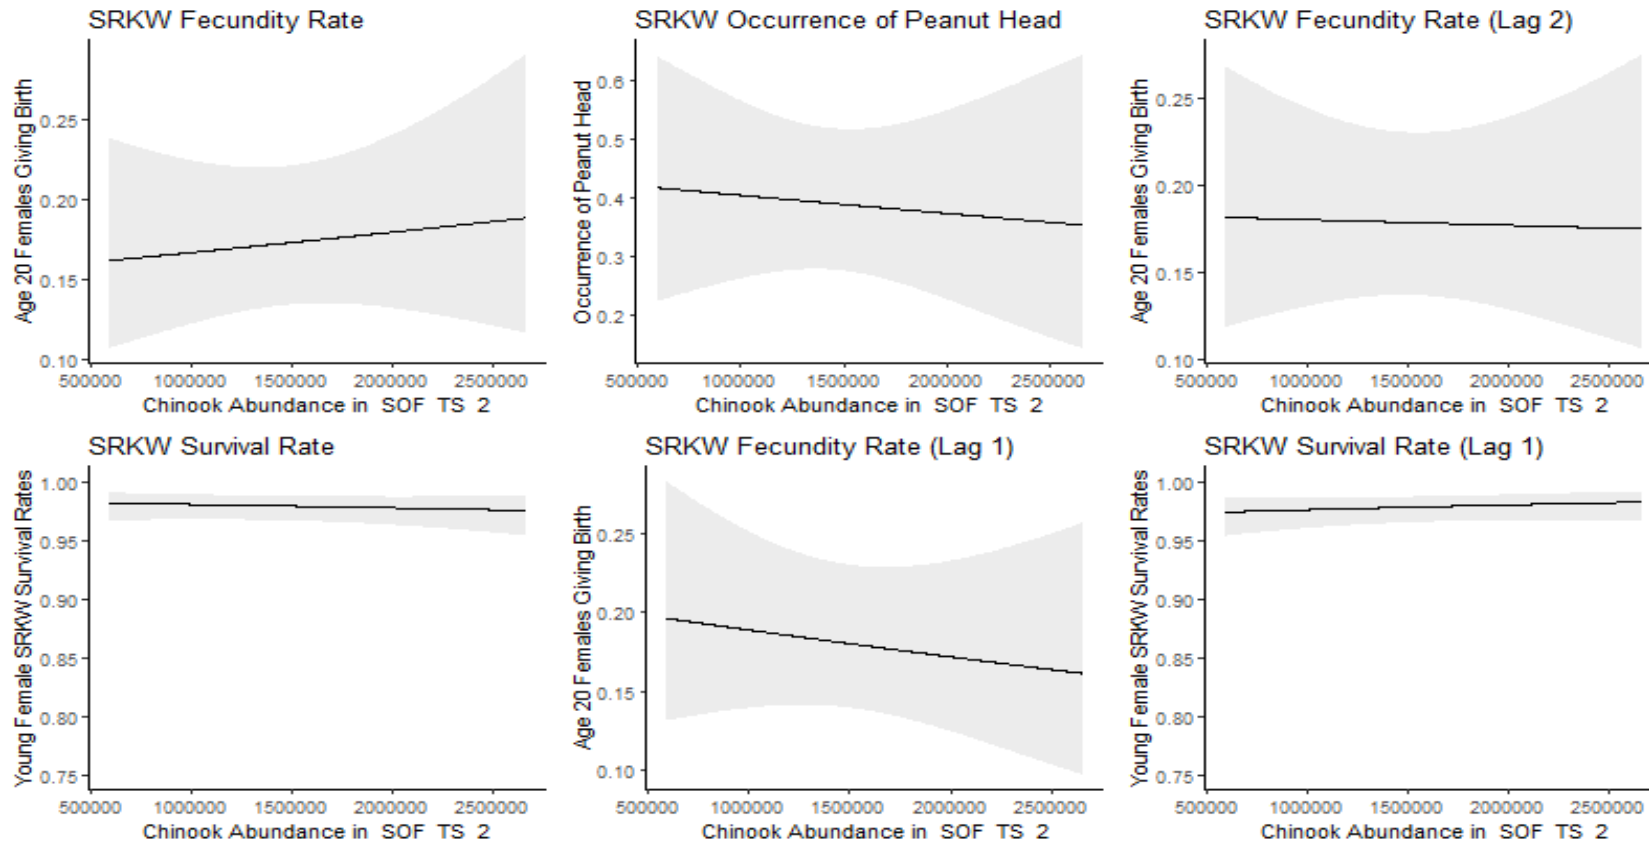 SRKW Fecundity Rate
Age 20 Females Giving Birth
0.25
0.20
0.15
0.10
500000 1000000 1500000 2000000 2500000
Chinook Abundance in SOF TS 2
SRKW Occurrence of Peanut Head
Occurrence of Peanut Head
0.6
0.5
0.4
0.3
0.2
500000 1000000 1500000 2000000 2500000
Chinook Abundance in SOF TS 2
SRKW Fecundity Rate (Lag 2)
Age 20 Females Giving Birth
0.25
0.20
0.15
0.10
500000 1000000 1500000 2000000 2500000
Chinook Abundance in SOF TS 2
SRKW Survival Rate
Young Female SRKW Survival Rates
1.00
0.95
0.90
0.85
0.80
0.75
500000 1000000 1500000 2000000 2500000
Chinook Abundance in SOF TS 2
SRKW Fecundity Rate (Lag 1)
Age 20 Females Giving Birth
0.25
0.20
0.15
0.10
500000 1000000 1500000 2000000 2500000
Chinook Abundance in SOF TS 2
SRKW Survival Rate (Lag 1)
Young Female SRKW Survival Rates
1.00
0.95
0.90
0.85
0.80
0.75
500000 1000000 1500000 2000000 2500000
Chinook Abundance in SOF TS 2